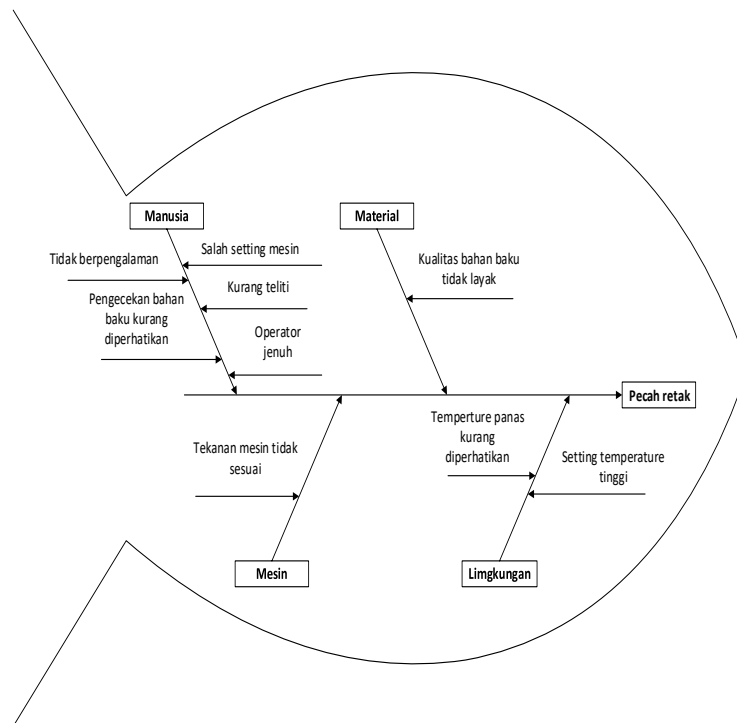 Manusia
Material
Salah setting mesin
Tidak berpengalaman
Kualitas bahan baku
tidak layak
Kurang teliti
Pengecekan bahan
baku kurang
diperhatikan
Operator
jenuh
Pecah retak
Temperture panas
kurang
diperhatikan
Tekanan mesin tidak
sesuai
Setting temperature
tinggi
Mesin
Limgkungan